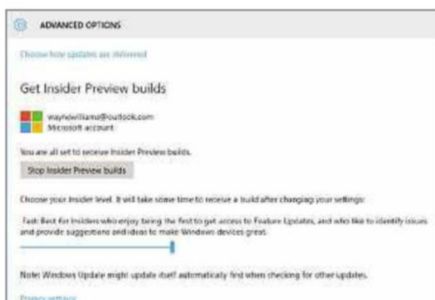 ADVANCED OPTIONS
Choose how updates are delivered
Get Insider Preview builds
waynewilliams@outlook.com
Microsoft account
You are all set to receive Insider Preview builds.
Stop Insider Preview builds
Choose your Insider level. It will take some time to receive a build after changing your settings:
Fast: Best for Insiders who enjoy being the first to get access to Feature Updates, and who like to identify issues
and provide suggestions and ideas to make Windows devices great.
Note: Windows Update might update itself automatically first when checking for other updates.
Privacy settings